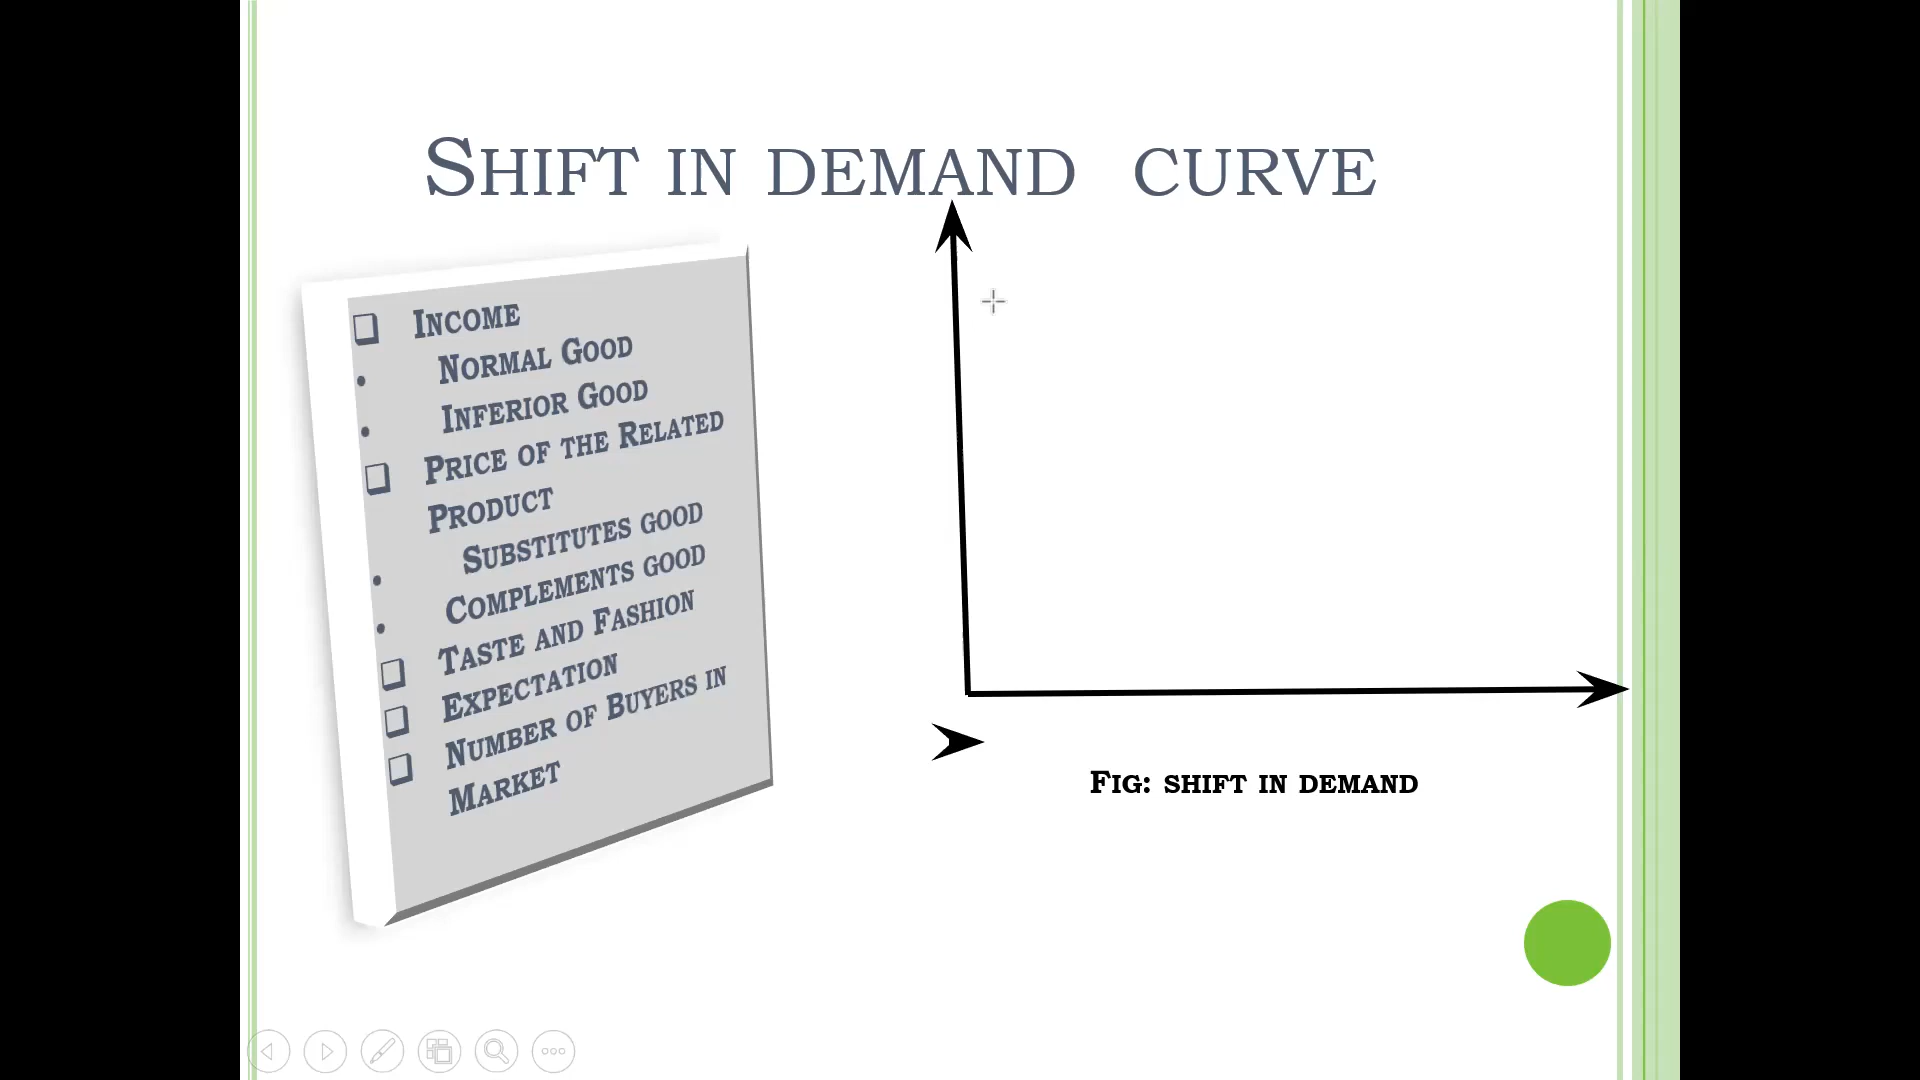 SHIFT IN DEMAND CURVE
❑ INCOME
• NORMAL GOOD
• INFERIOR GOOD
❑ PRICE OF THE RELATED
PRODUCT
• SUBSTITUTES GOOD
• COMPLEMENTS GOOD
❑ TASTE AND FASHION
❑ EXPECTATION
❑ NUMBER OF BUYERS IN
MARKET
FIG: SHIFT IN DEMAND